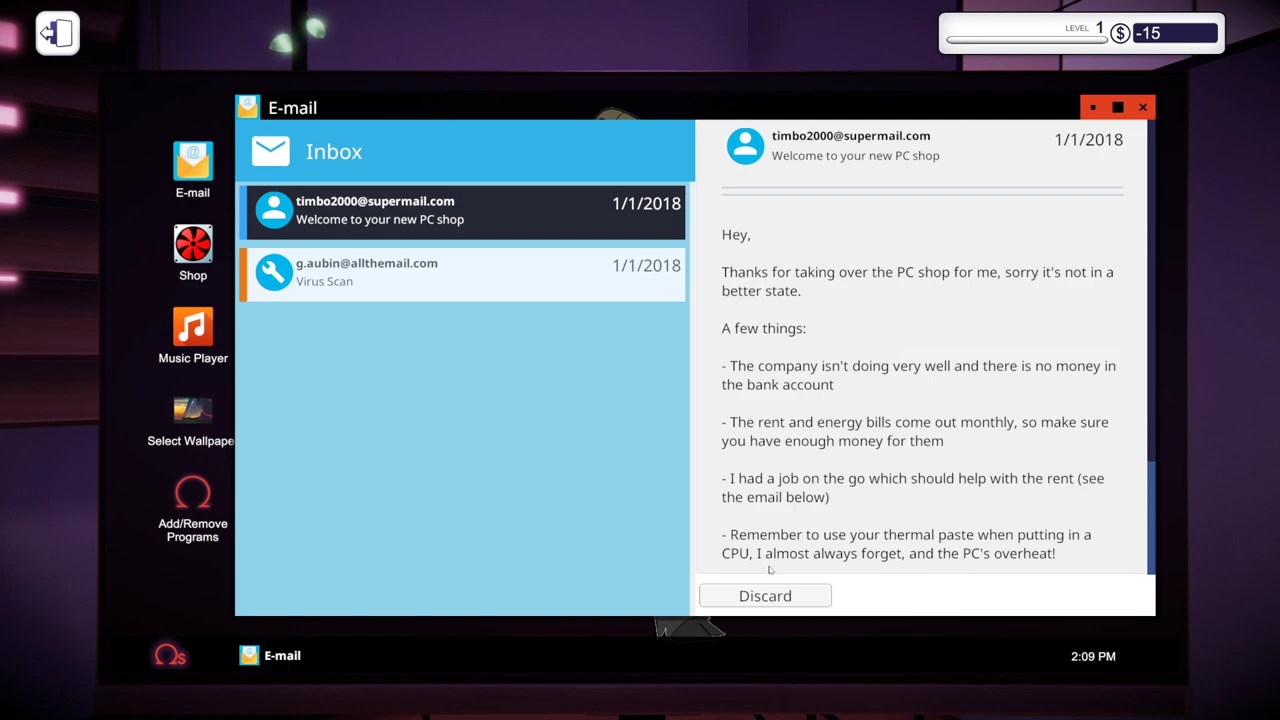 LEVEL 1 $ -15
E-mail
Inbox
timbo2000@supermail.com 1/1/2018
Welcome to your new PC shop
g.aubin@allthemail.com 1/1/2018
Virus Scan
timbo2000@supermail.com 1/1/2018
Welcome to your new PC shop
Hey,
Thanks for taking over the PC shop for me, sorry it's not in a
better state.
A few things:
- The company isn't doing very well and there is no money in
the bank account
- The rent and energy bills come out monthly, so make sure
you have enough money for them
- I had a job on the go which should help with the rent (see
the email below)
- Remember to use your thermal paste when putting in a
CPU, I almost always forget, and the PC's overheat!
Discard
E-mail
Shop
Music Player
Select Wallpape
Add/Remove
Programs
Ωs
E-mail
2:09 PM